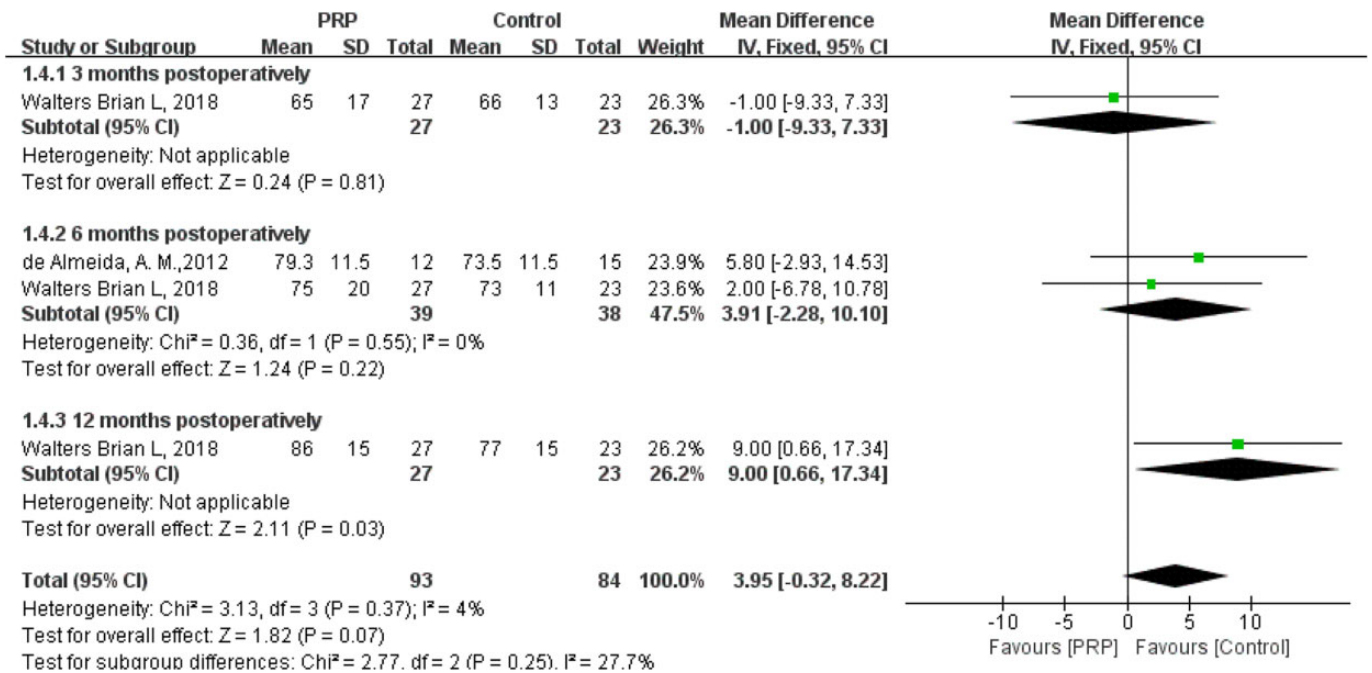 PRP Control Mean Difference Mean Difference
Study or Subgroup Mean SD Total Mean SD Total Weight IV, Fixed, 95% CI IV, Fixed, 95% CI
1.4.1 3 months postoperatively
Walters Brian L, 2018 65 17 27 66 13 23 26.3% -1.00 [-9.33, 7.33]
Subtotal (95% CI) 27 23 26.3% -1.00 [-9.33, 7.33]
Heterogeneity: Not applicable
Test for overall effect: Z = 0.24 (P = 0.81)
1.4.2 6 months postoperatively
de Almeida, A. M.,2012 79.3 11.5 12 73.5 11.5 15 23.9% 5.80 [-2.93, 14.53]
Walters Brian L, 2018 75 20 27 73 11 23 23.6% 2.00 [-6.78, 10.78]
Subtotal (95% CI) 39 38 47.5% 3.91 [-2.28, 10.10]
Heterogeneity: Chi² = 0.36, df = 1 (P = 0.55); I² = 0%
Test for overall effect: Z = 1.24 (P = 0.22)
1.4.3 12 months postoperatively
Walters Brian L, 2018 86 15 27 77 15 23 26.2% 9.00 [0.66, 17.34]
Subtotal (95% CI) 27 23 26.2% 9.00 [0.66, 17.34]
Heterogeneity: Not applicable
Test for overall effect: Z = 2.11 (P = 0.03)
Total (95% CI) 93 84 100.0% 3.95 [-0.32, 8.22]
Heterogeneity: Chi² = 3.13, df = 3 (P = 0.37); I² = 4%
Test for overall effect: Z = 1.82 (P = 0.07)
Test for subgroup differences: Chi² = 2.77, df = 2 (P = 0.25), I² = 27.7%
-10 -5 0 5 10
Favours [PRP] Favours [Control]